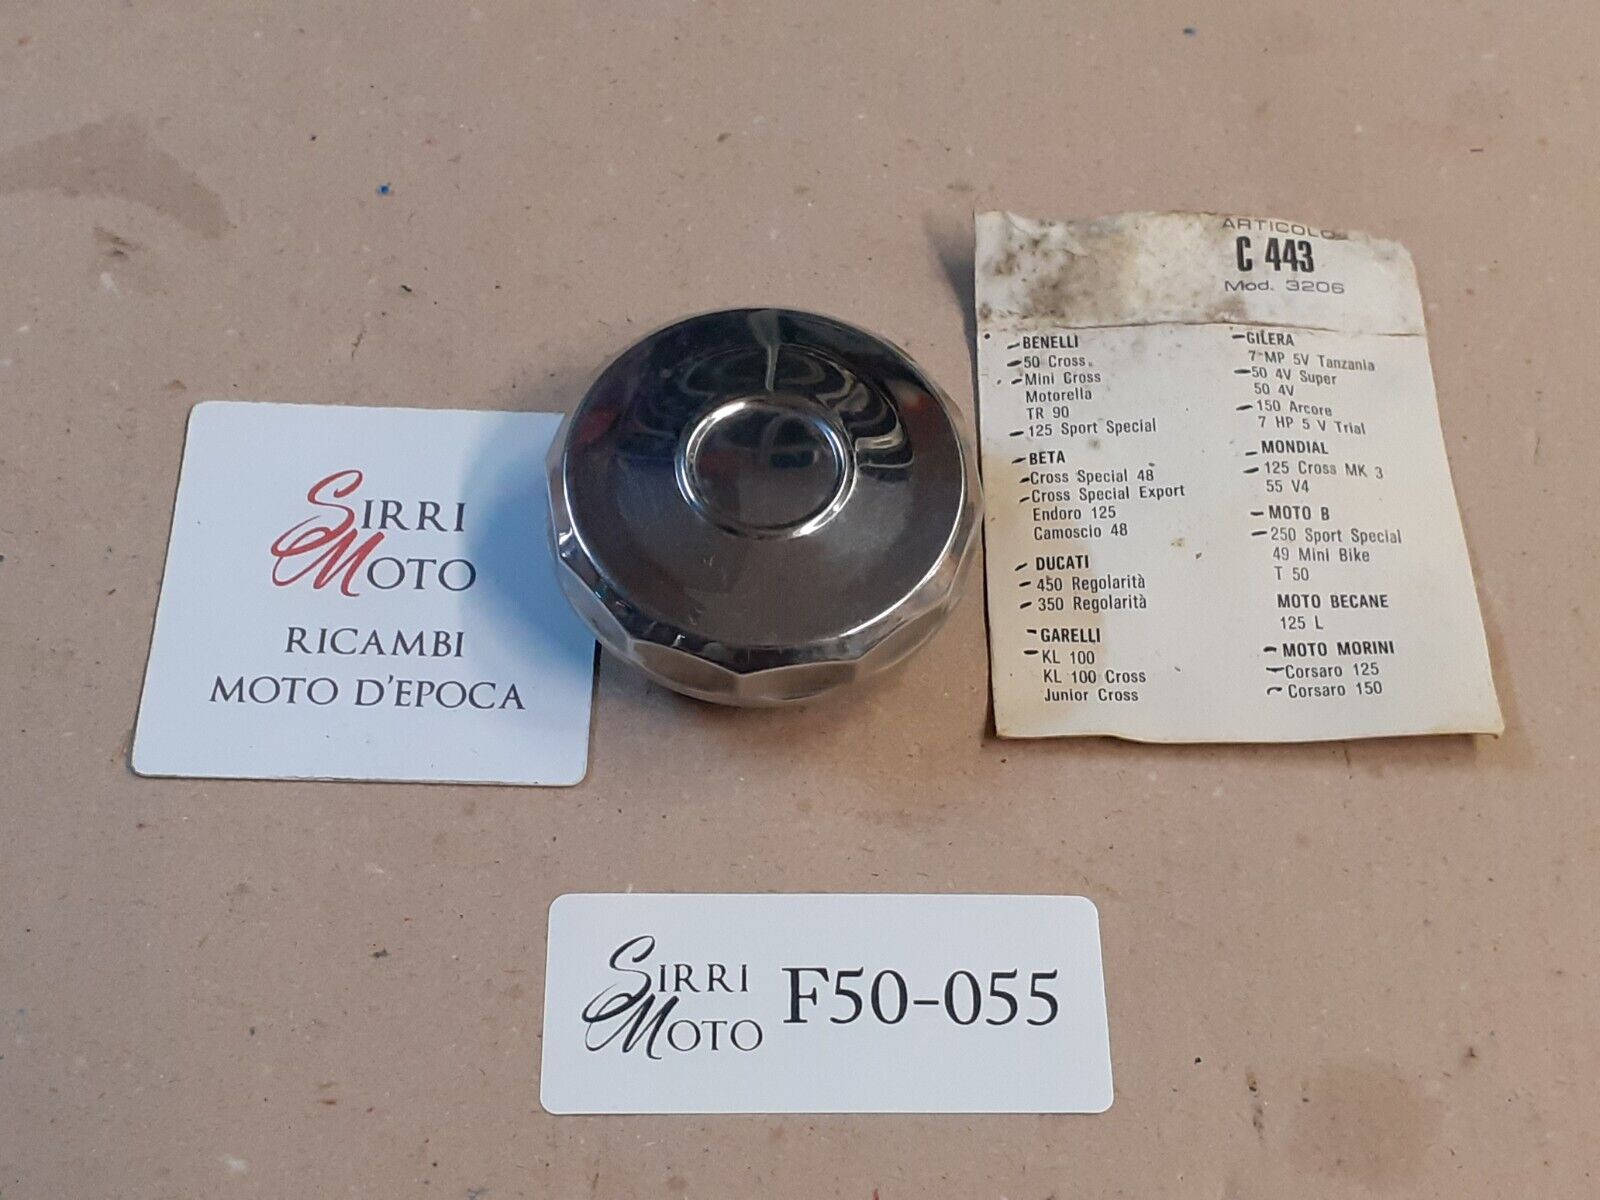 SIRRI
MOTO
RICAMBI
MOTO D'EPOCA
ARTICOLO
C 443
Mod. 3206
BENELLI
50 Cross
Mini Cross
Motorella
TR 90
125 Sport Special
BETA
Cross Special 48
Cross Special Export
Endoro 125
Camoscio 48
DUCATI
450 Regolarità
350 Regolarità
GARELLI
KL 100
KL 100 Cross
Junior Cross
GILERA
7 MP 5V Tanzania
50 4V Super
50 4V
150 Arcore
7 HP 5 V Trial
MONDIAL
125 Cross MK 3
55 V4
MOTO B
250 Sport Special
49 Mini Bike
T 50
MOTO BECANE
125 L
MOTO MORINI
Corsaro 125
Corsaro 150
SIRRI
MOTO
F50-055